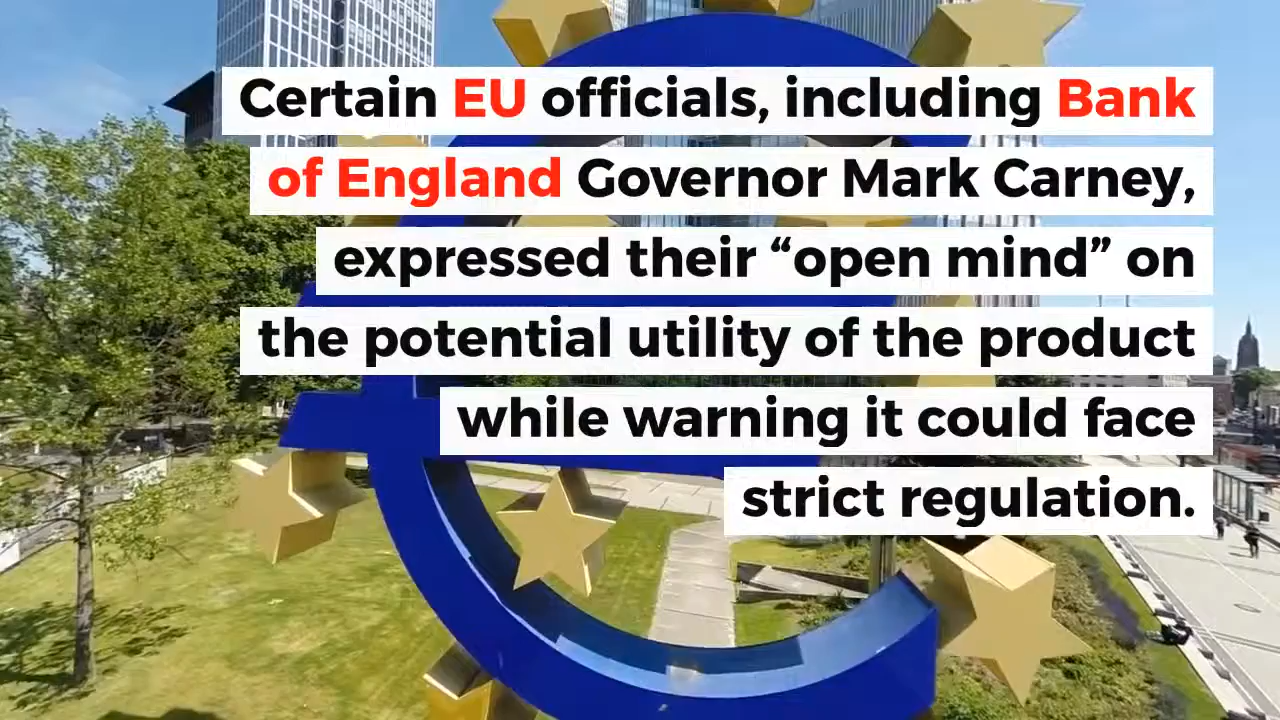 Certain EU officials, including Bank
of England Governor Mark Carney,
expressed their “open mind” on
the potential utility of the product
while warning it could face
strict regulation.